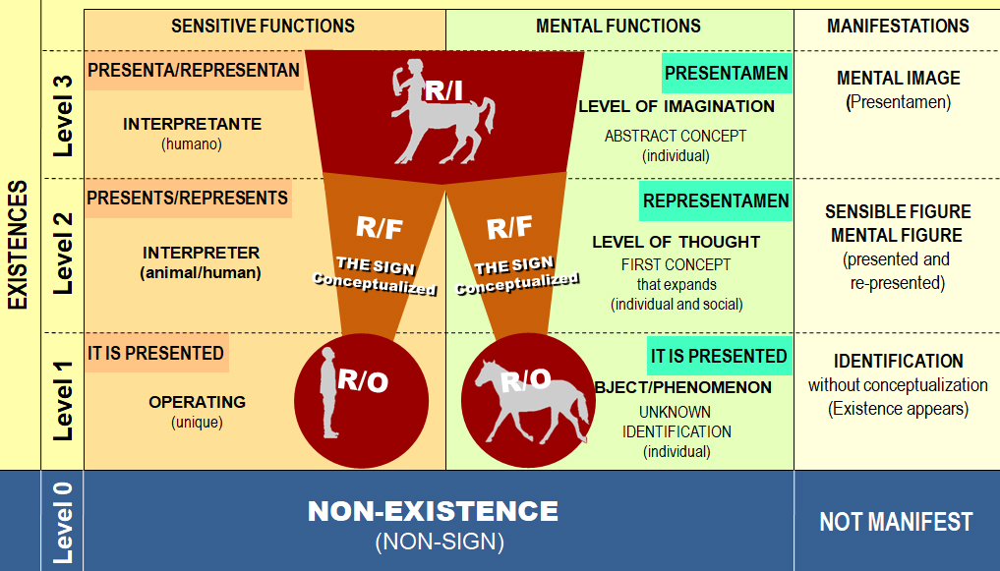 SENSITIVE FUNCTIONS
MENTAL FUNCTIONS
MANIFESTATIONS
EXISTENCES
Level 3
PRESENTA/REPRESENTAN
INTERPRETANTE
(humano)
R/I
PRESENTAMEN
LEVEL OF IMAGINATION
ABSTRACT CONCEPT
(individual)
MENTAL IMAGE
(Presentamen)
Level 2
PRESENTS/REPRESENTS
INTERPRETER
(animal/human)
R/F
THE SIGN
Conceptualized
R/F
THE SIGN
Conceptualized
REPRESENTAMEN
LEVEL OF THOUGHT
FIRST CONCEPT
that expands
(individual and social)
SENSIBLE FIGURE
MENTAL FIGURE
(presented and
re-presented)
Level 1
IT IS PRESENTED
OPERATING
(unique)
R/O
R/O
IT IS PRESENTED
BJECT/PHENOMENON
UNKNOWN
IDENTIFICATION
(individual)
IDENTIFICATION
without conceptualization
(Existence appears)
Level 0
NON-EXISTENCE
(NON-SIGN)
NOT MANIFEST